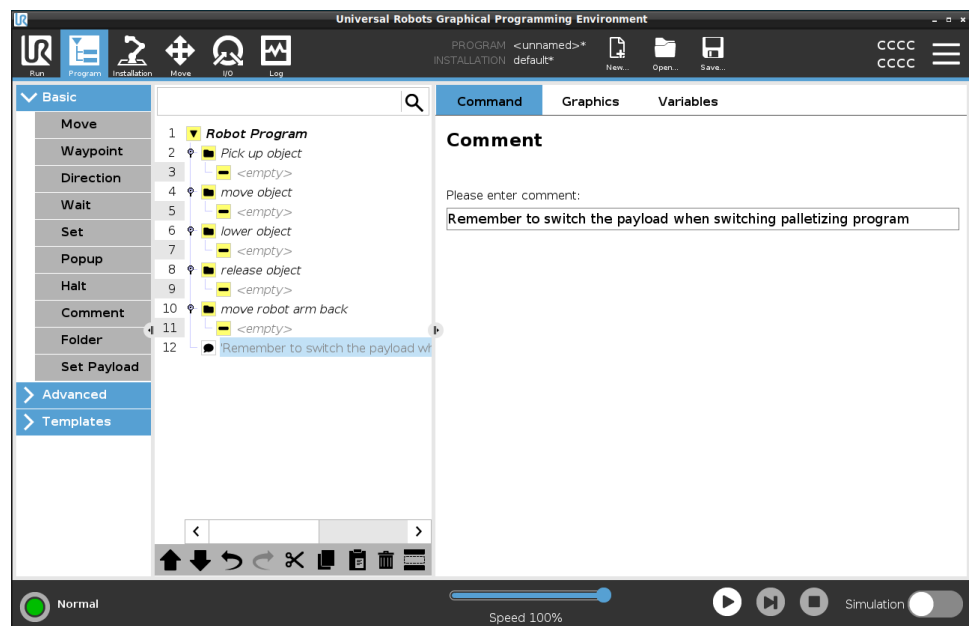 Universal Robots Graphical Programming Environment
PROGRAM <unnamed>*
INSTALLATION default*
CCCC
CCCC
Run Program Installation Move I/O Log New... Open... Save...
Basic
Move
Waypoint
Direction
Wait
Set
Popup
Halt
Comment
Folder
Set Payload
Advanced
Templates
1 Robot Program
2 Pick up object
3 <empty>
4 move object
5 <empty>
6 lower object
7 <empty>
8 release object
9 <empty>
10 move robot arm back
11 <empty>
12 'Remember to switch the payload wh
Command Graphics Variables
Comment
Please enter comment:
Remember to switch the payload when switching palletizing program
Normal
Speed 100%
Simulation